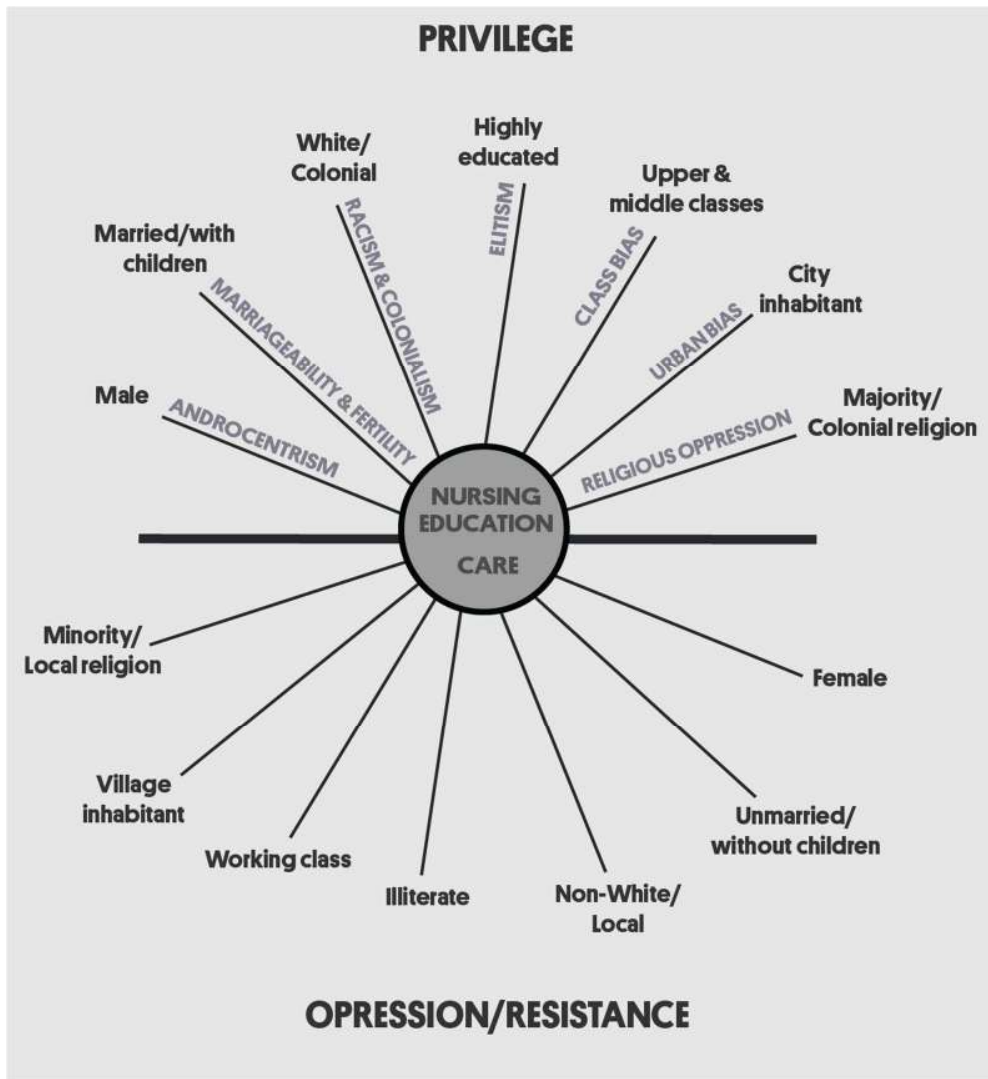 PRIVILEGE
Highly
educated
White/
Colonial
Upper &
middle classes
Married/with
children
City
inhabitant
Male
Majority/
Colonial religion
ANDROCENTRISM
MARRIAGEABILITY & FERTILITY
RACISM & COLONIALISM
ELITISM
CLASS BIAS
URBAN BIAS
RELIGIOUS OPPRESSION
NURSING
EDUCATION
CARE
Minority/
Local religion
Female
Village
inhabitant
Unmarried/
without children
Working class
Illiterate
Non-White/
Local
OPRESSION/RESISTANCE